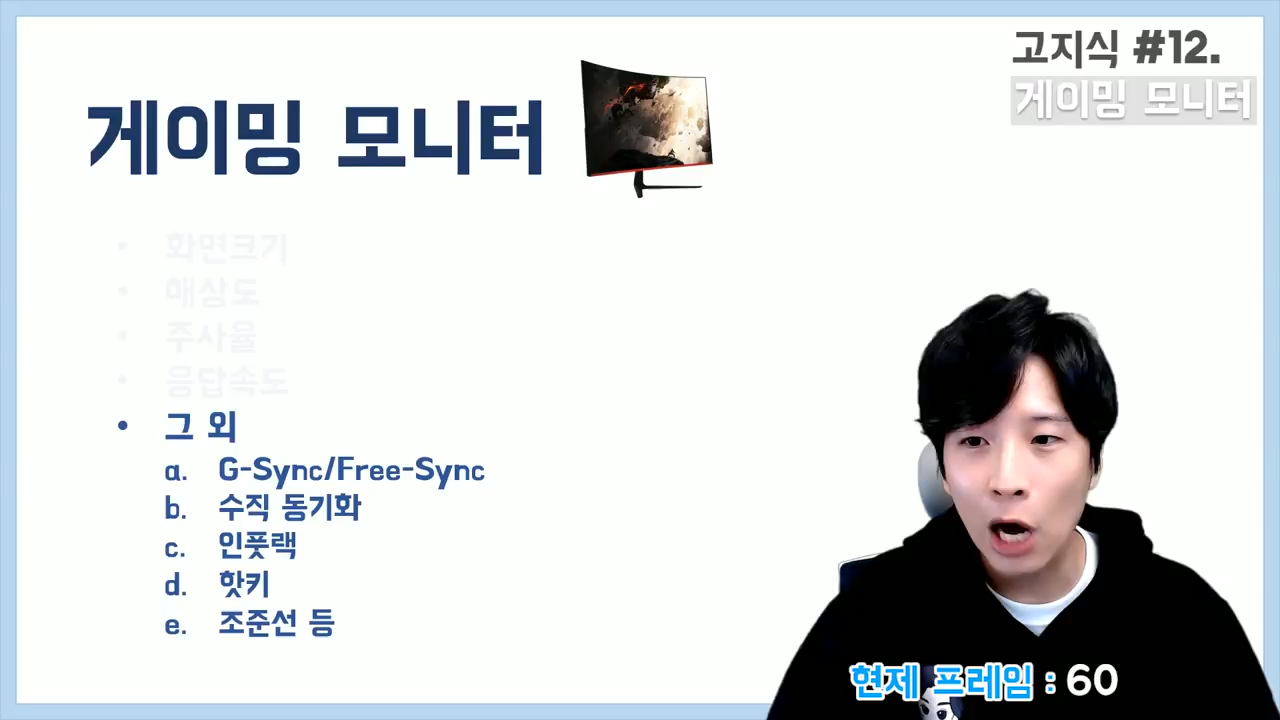 고지식 #12.
게이밍 모니터
게이밍 모니터
• 화면크기
• 해상도
• 주사율
• 응답속도
• 그 외
a. G-Sync/Free-Sync
b. 수직 동기화
c. 인풋랙
d. 핫키
e. 조준선 등
현제 프레임 : 60